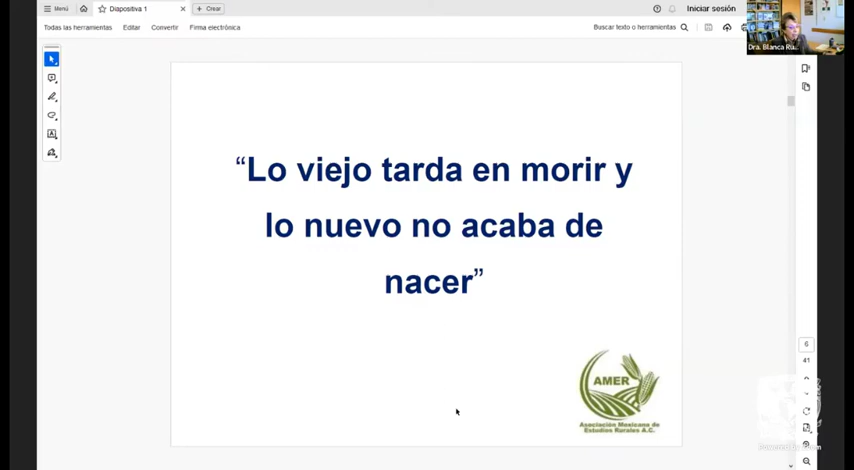 Menú
Diapositiva 1
Crear
Iniciar sesión
Todas las herramientas
Editar
Convertir
Firma electrónica
Buscar texto o herramientas
Dra. Blanca Ru...
“Lo viejo tarda en morir y
lo nuevo no acaba de
nacer”
AMER
Asociación Mexicana de
Estudios Rurales A.C.
6
41